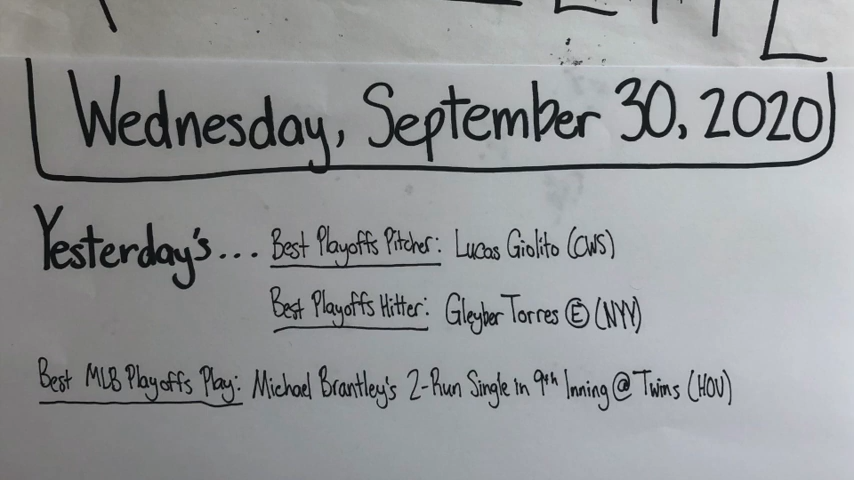 Wednesday, September 30, 2020
Yesterday's... Best Playoffs Pitcher: Lucas Giolito (CWS)
Best Playoffs Hitter: Gleyber Torres Ⓔ (NYY)
Best MLB Playoffs Play: Michael Brantley's 2-Run Single in 9th Inning @ Twins (HOU)